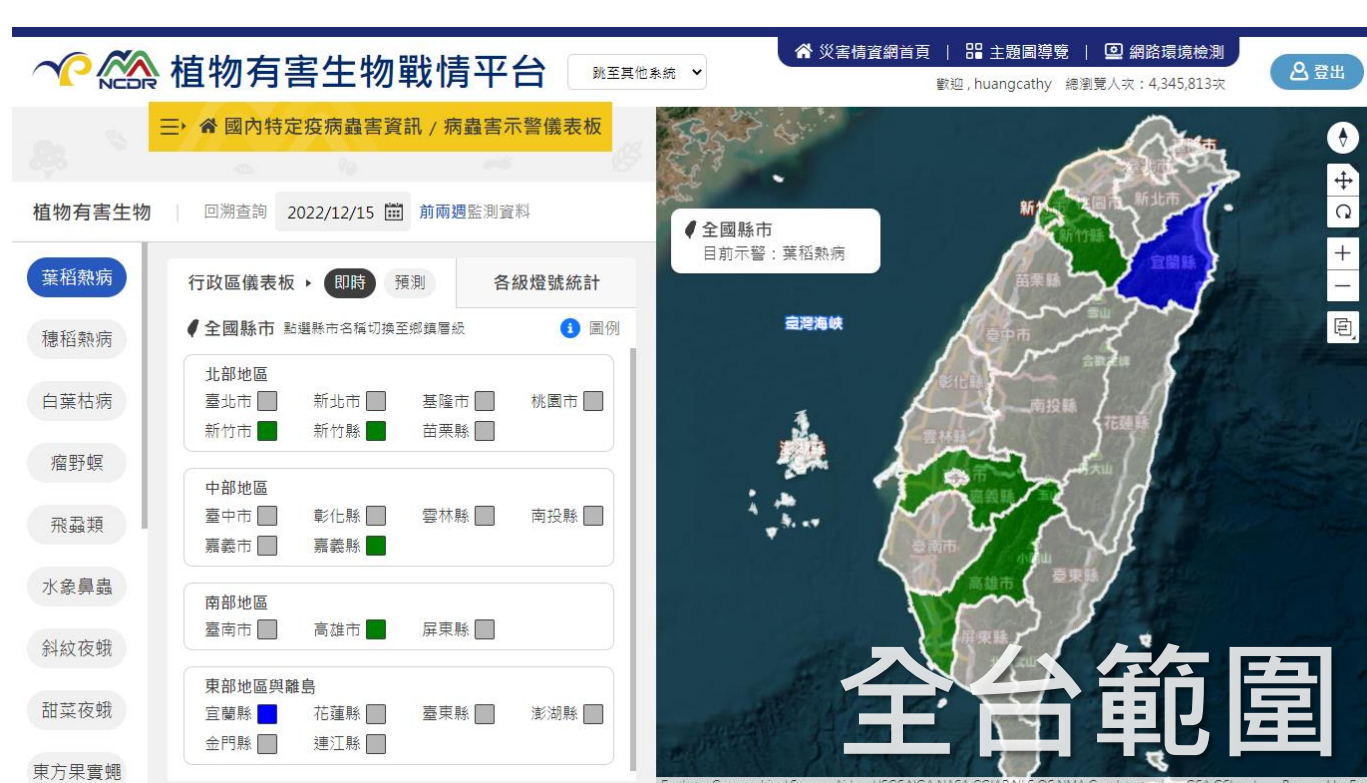 災害情資網首頁 | 主題圖導覽 | 網路環境檢測
NCDR 植物有害生物戰情平台 跳至其他系統
歡迎 , huangcathy 總瀏覽人次：4,345,813次
登出
國內特定疫病蟲害資訊 / 病蟲害示警儀表板
植物有害生物 | 回溯查詢 2022/12/15 前兩週監測資料
葉稻熱病
穗稻熱病
白葉枯病
瘤野螟
飛蝨類
水象鼻蟲
斜紋夜蛾
甜菜夜蛾
東方果實蠅
行政區儀表板 即時 預測 各級燈號統計
全國縣市 點選縣市名稱切換至鄉鎮層級 圖例
北部地區
臺北市 新北市 基隆市 桃園市
新竹市 新竹縣 苗栗縣
中部地區
臺中市 彰化縣 雲林縣 南投縣
嘉義市 嘉義縣
南部地區
臺南市 高雄市 屏東縣
東部地區與離島
宜蘭縣 花蓮縣 臺東縣 澎湖縣
金門縣 連江縣
全國縣市
目前示警：葉稻熱病
新北市
新竹縣
宜蘭縣
苗栗縣
雪山
臺灣海峽
臺中市
彰化縣
南投縣
花蓮縣
雲林縣
澎湖縣
嘉義縣
玉山
臺南市
高雄市
臺東縣
屏東縣
全台範圍